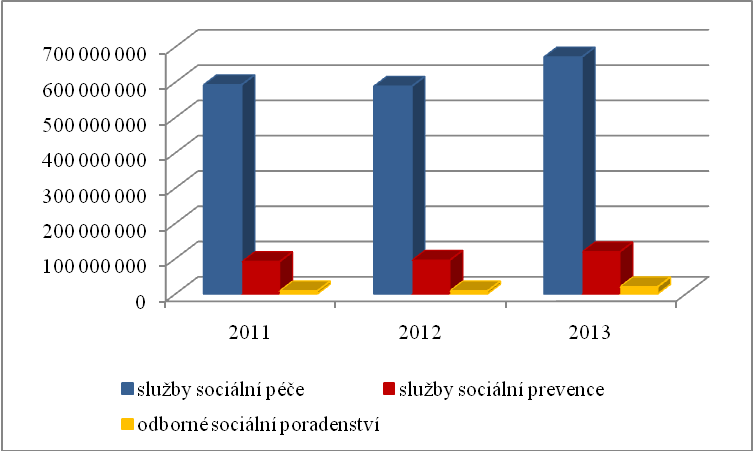 700 000 000
600 000 000
500 000 000
400 000 000
300 000 000
200 000 000
100 000 000
0
2011 2012 2013
služby sociální péče služby sociální prevence
odborné sociální poradenství